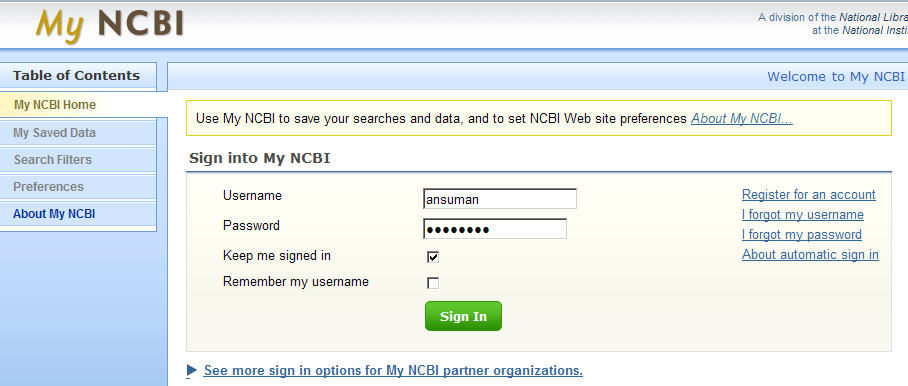 My NCBI
A division of the National Libra
at the National Insti
Table of Contents
Welcome to My NCBI
My NCBI Home
My Saved Data
Search Filters
Preferences
About My NCBI
Use My NCBI to save your searches and data, and to set NCBI Web site preferences About My NCBI...
Sign into My NCBI
Username ansuman
Register for an account
I forgot my username
Password ••••••••
I forgot my password
Keep me signed in
About automatic sign in
Remember my username
Sign In
See more sign in options for My NCBI partner organizations.